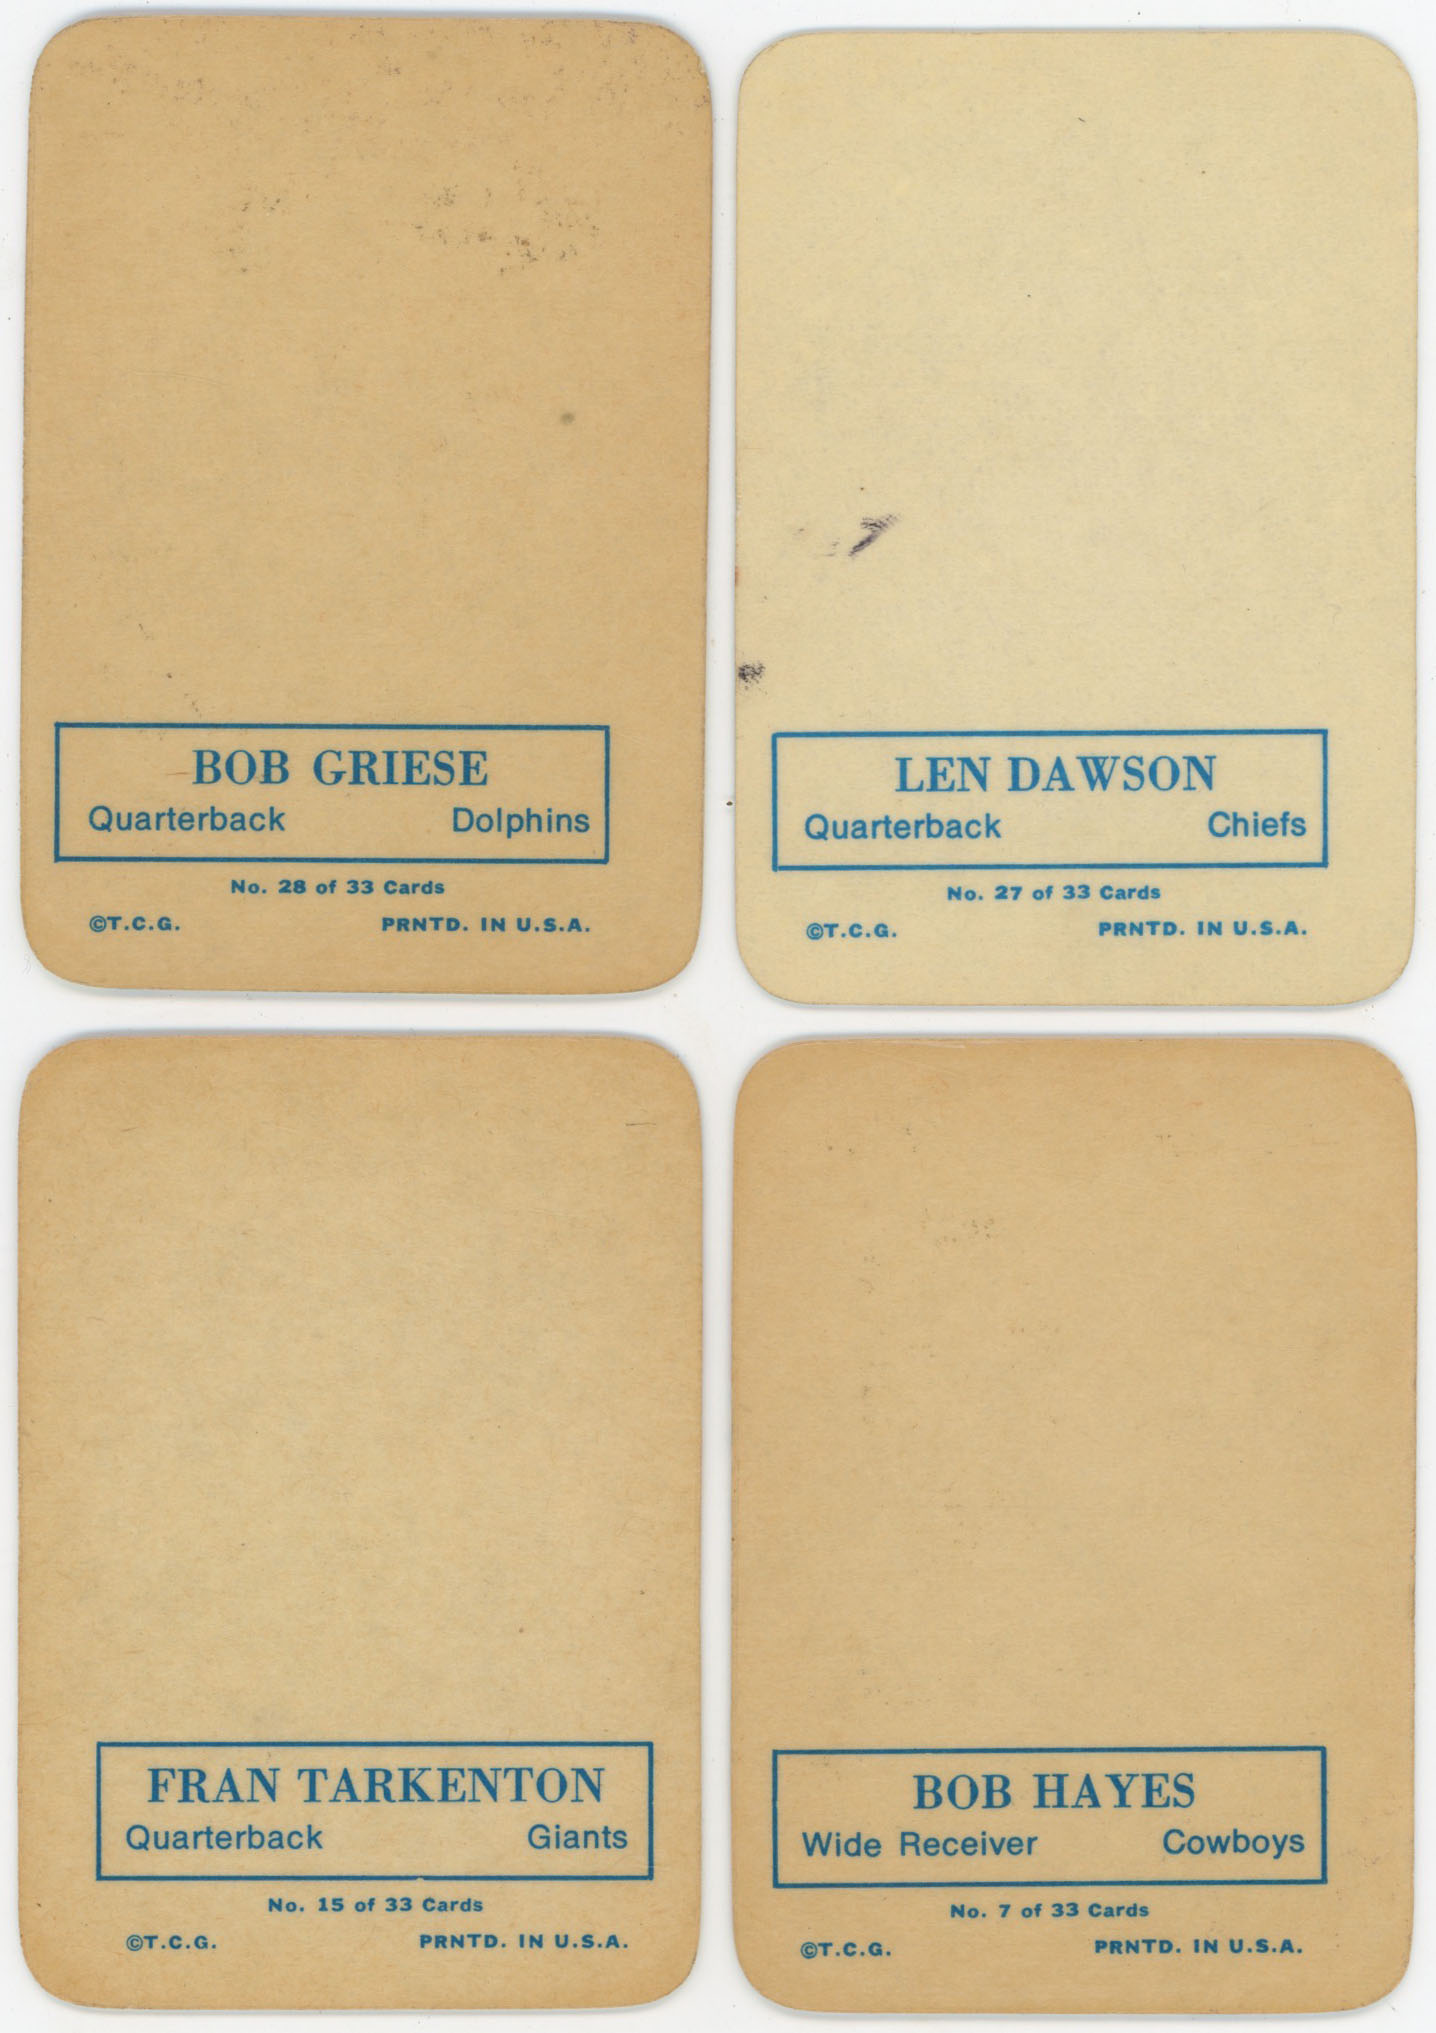 BOB GRIESE
Quarterback Dolphins
No. 28 of 33 Cards
©T.C.G. PRNTD. IN U.S.A.
LEN DAWSON
Quarterback Chiefs
No. 27 of 33 Cards
©T.C.G. PRNTD. IN U.S.A.
FRAN TARKENTON
Quarterback Giants
No. 15 of 33 Cards
©T.C.G. PRNTD. IN U.S.A.
BOB HAYES
Wide Receiver Cowboys
No. 7 of 33 Cards
©T.C.G. PRNTD. IN U.S.A.